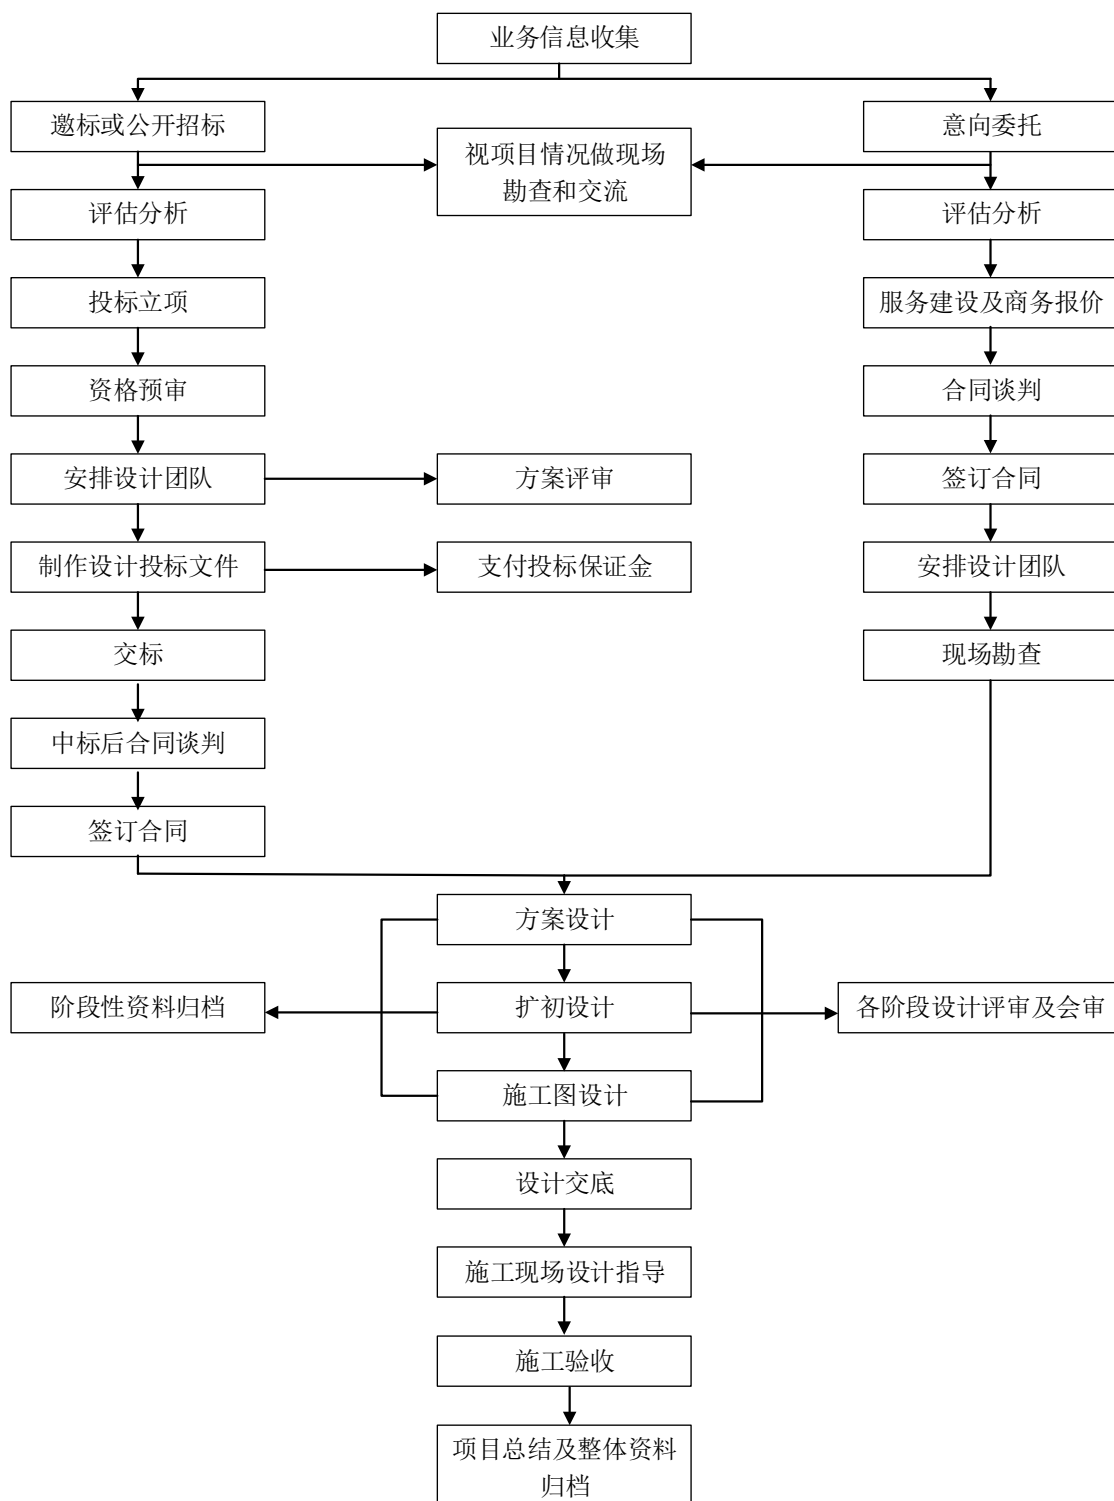 业务信息收集
邀标或公开招标
意向委托
视项目情况做现场
勘查和交流
评估分析
评估分析
投标立项
服务建设及商务报价
资格预审
合同谈判
安排设计团队
方案评审
签订合同
制作设计投标文件
支付投标保证金
安排设计团队
交标
现场勘查
中标后合同谈判
签订合同
方案设计
阶段性资料归档
扩初设计
各阶段设计评审及会审
施工图设计
设计交底
施工现场设计指导
施工验收
项目总结及整体资料
归档